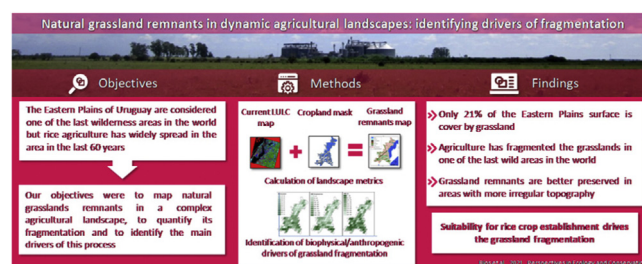 Natural grassland remnants in dynamic agricultural landscapes: identifying drivers of fragmentation
Objectives
The Eastern Plains of Uruguay are considered
one of the last wilderness areas in the world
but rice agriculture has widely spread in the
area in the last 60 years
Our objectives were to map natural
grasslands remnants in a complex
agricultural landscape, to quantify its
fragmentation and to identify the main
drivers of this process
Methods
Current LULC
map
Cropland mask
Grassland
remnants map
Calculation of landscape metrics
Identification of biophysical/anthropogenic
drivers of grassland fragmentation
Findings
Only 21% of the Eastern Plains surface is
cover by grassland
Agriculture has fragmented the grasslands in
one of the last wild areas in the world
Grassland remnants are better preserved in
areas with more irregular topography
Suitability for rice crop establishment drives
the grassland fragmentation